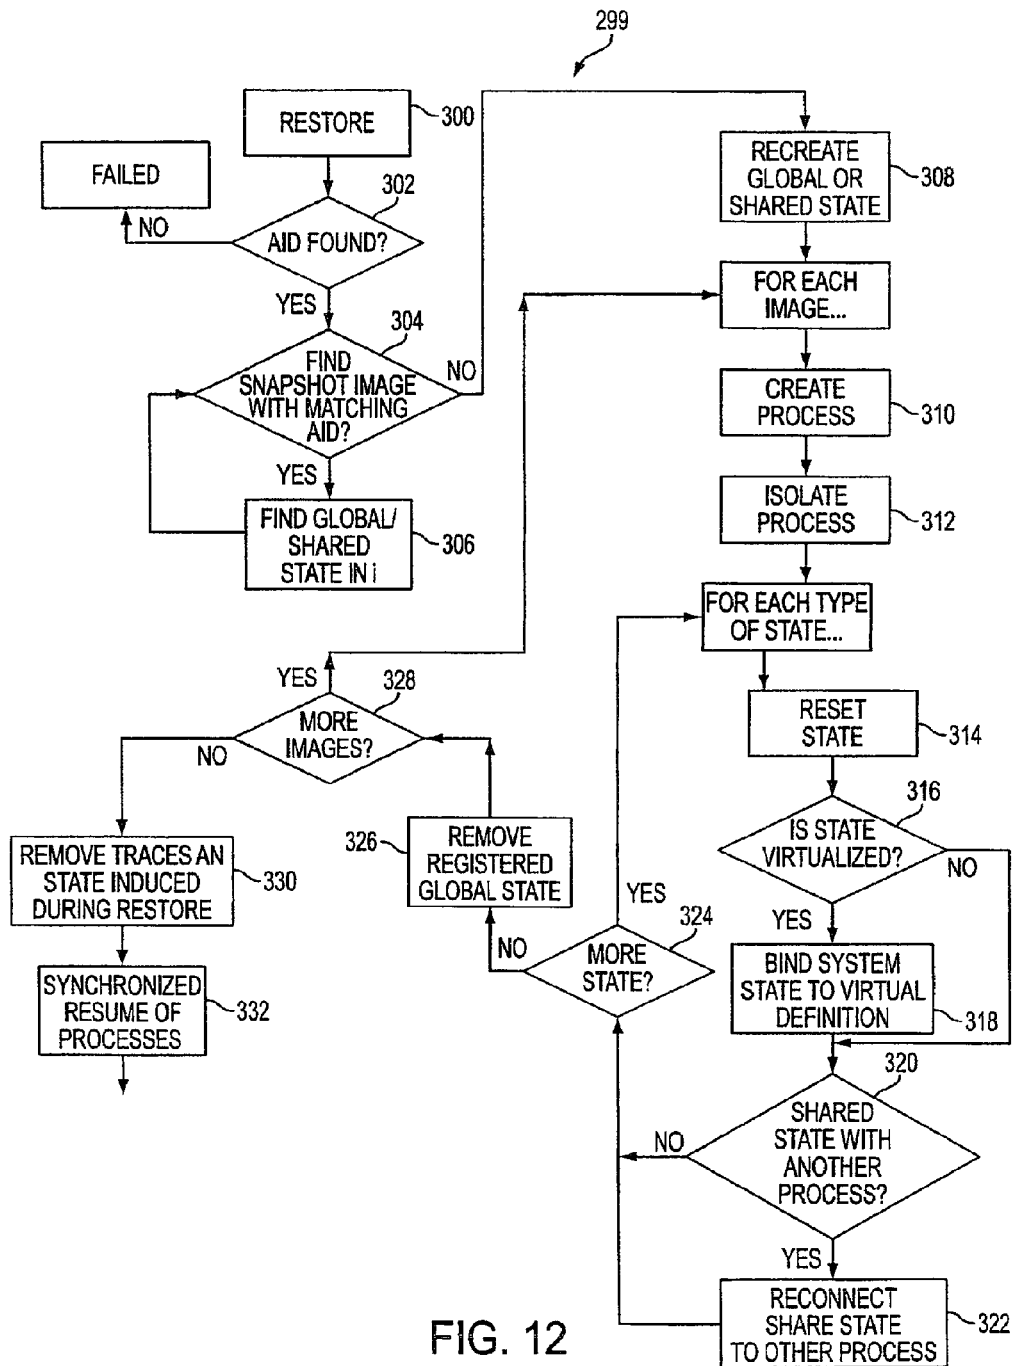 299
RESTORE
300
FAILED
302
NO
AID FOUND?
YES
304
FIND
SNAPSHOT IMAGE
WITH MATCHING
AID?
NO
YES
FIND GLOBAL/
SHARED
STATE IN i
306
RECREATE
GLOBAL OR
SHARED STATE
308
FOR EACH
IMAGE...
CREATE
PROCESS
310
ISOLATE
PROCESS
312
FOR EACH TYPE
OF STATE...
RESET
STATE
314
316
IS STATE
VIRTUALIZED?
NO
YES
BIND SYSTEM
STATE TO VIRTUAL
DEFINITION
318
320
SHARED
STATE WITH
ANOTHER
PROCESS?
NO
YES
RECONNECT
SHARE STATE
TO OTHER PROCESS
322
324
MORE
STATE?
YES
NO
326
REMOVE
REGISTERED
GLOBAL STATE
328
MORE
IMAGES?
YES
NO
REMOVE TRACES AN
STATE INDUCED
DURING RESTORE
330
SYNCHRONIZED
RESUME OF
PROCESSES
332
FIG. 12